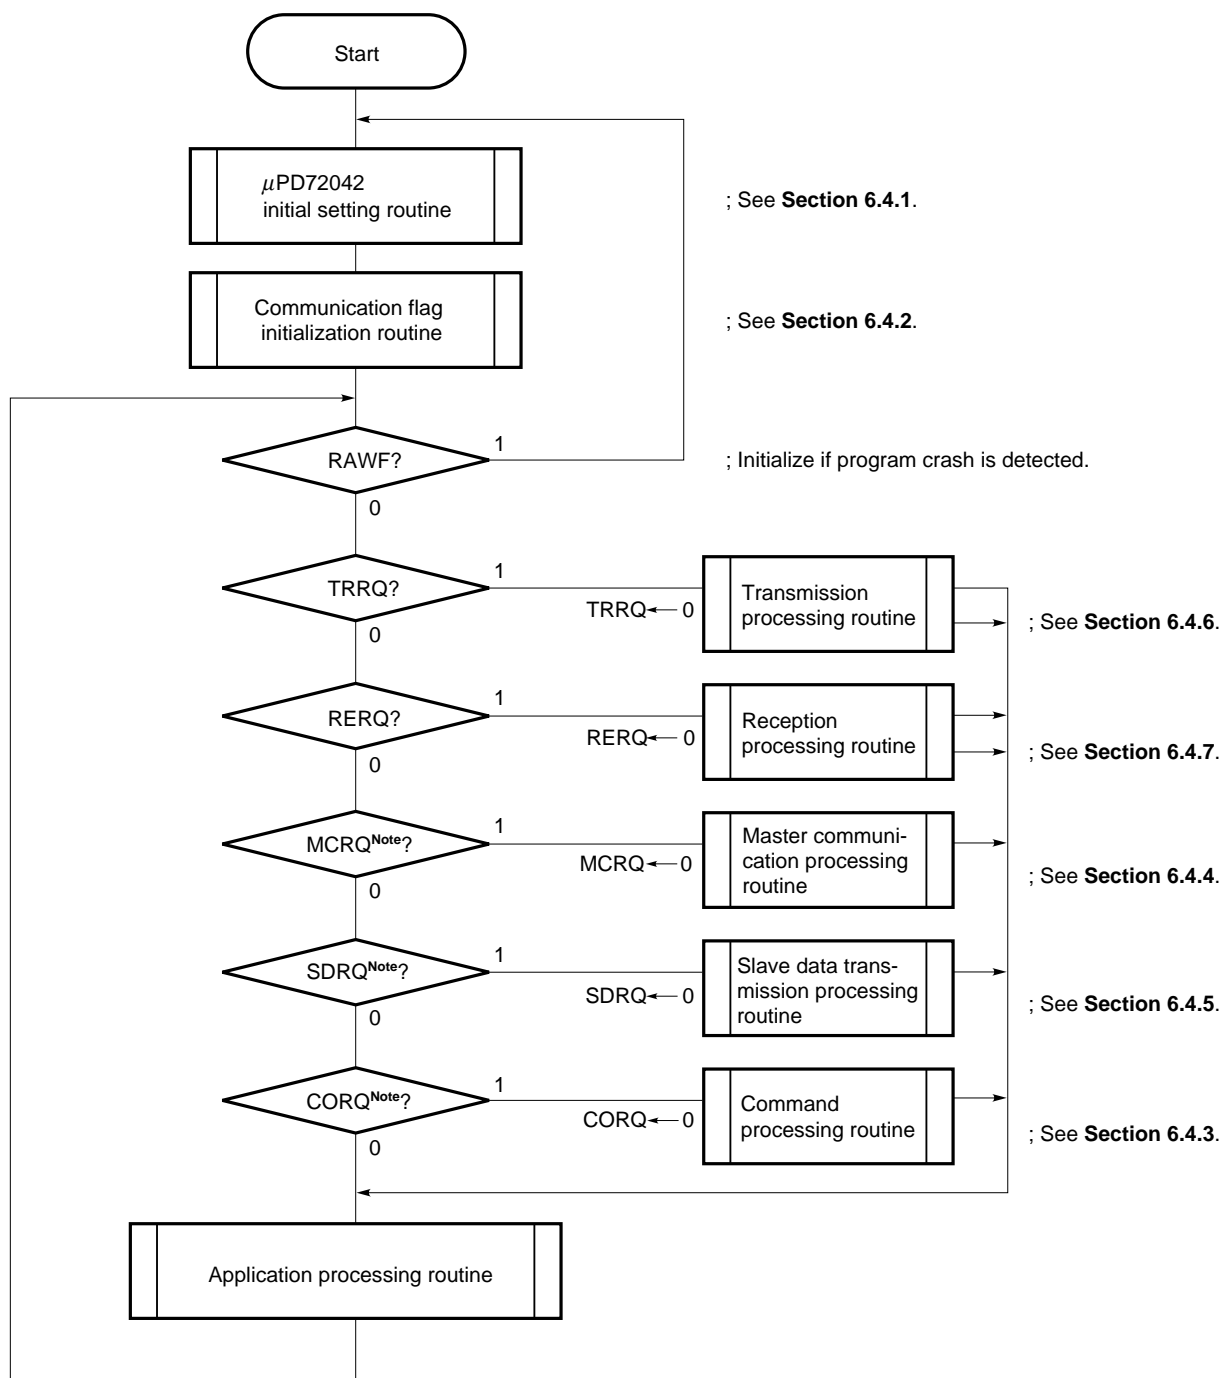 Start
μPD72042
initial setting routine
; See Section 6.4.1.
Communication flag
initialization routine
; See Section 6.4.2.
RAWF?
1
; Initialize if program crash is detected.
0
TRRQ?
1
TRRQ ← 0
Transmission
processing routine
; See Section 6.4.6.
0
RERQ?
1
RERQ ← 0
Reception
processing routine
; See Section 6.4.7.
0
MCRQNote?
1
MCRQ ← 0
Master communi-
cation processing
routine
; See Section 6.4.4.
0
SDRQNote?
1
SDRQ ← 0
Slave data trans-
mission processing
routine
; See Section 6.4.5.
0
CORQNote?
1
CORQ ← 0
Command
processing routine
; See Section 6.4.3.
0
Application processing routine